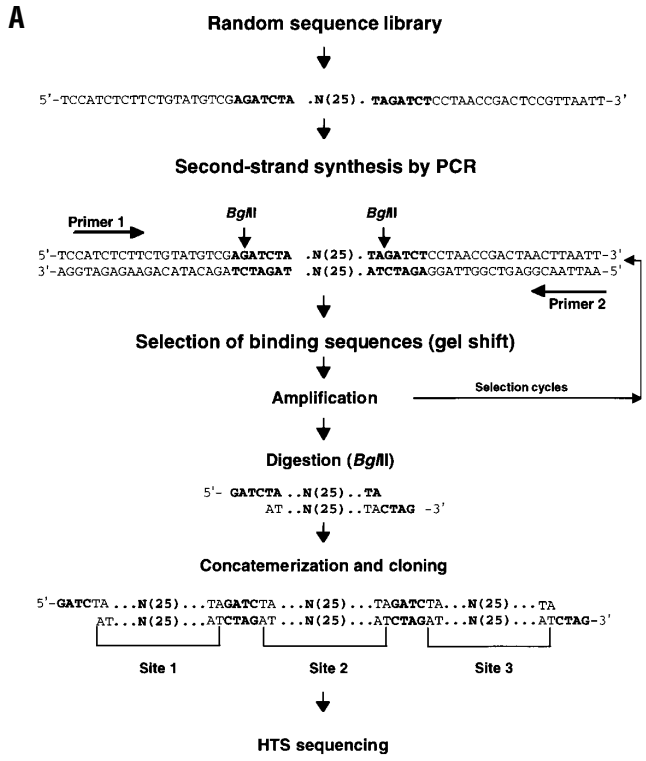 A
Random sequence library
5'-TCCATCTCTTCTGTATGTCGAGATCTA .N(25). TAGATCTCCTAACCGACTCCGTTAATT-3'
Second-strand synthesis by PCR
Primer 1
BglII BglII
5'-TCCATCTCTTCTGTATGTCGAGATCTA .N(25). TAGATCTCCTAACCGACTAACTTAATT-3'
3'-AGGTAGAGAAGACATACAGATCTAGAT .N(25). ATCTAGAGGATTGGCTGAGGCAATTAA-5'
Primer 2
Selection of binding sequences (gel shift)
Amplification
Selection cycles
Digestion (BglII)
5'- GATCTA ..N(25)..TA
AT..N(25)..TACTAG -3'
Concatemerization and cloning
5'-GATCTA...N(25)...TAGATCTA...N(25)...TAGATCTA...N(25)...TA
AT...N(25)...ATCTAGAT...N(25)...ATCTAGAT...N(25)...ATCTAG-3'
Site 1 Site 2 Site 3
HTS sequencing